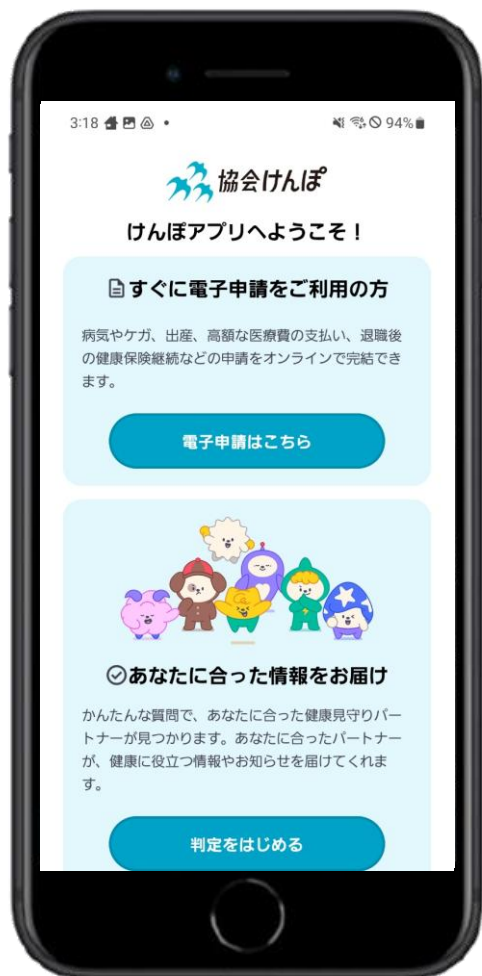 3:18
94%
協会けんぽ
けんぽアプリへようこそ！
すぐに電子申請をご利用の方
病気やケガ、出産、高額な医療費の支払い、退職後
の健康保険継続などの申請をオンラインで完結でき
ます。
電子申請はこちら
あなたに合った情報をお届け
かんたんな質問で、あなたに合った健康見守りパー
トナーが見つかります。あなたに合ったパートナー
が、健康に役立つ情報やお知らせを届けてくれま
す。
判定をはじめる